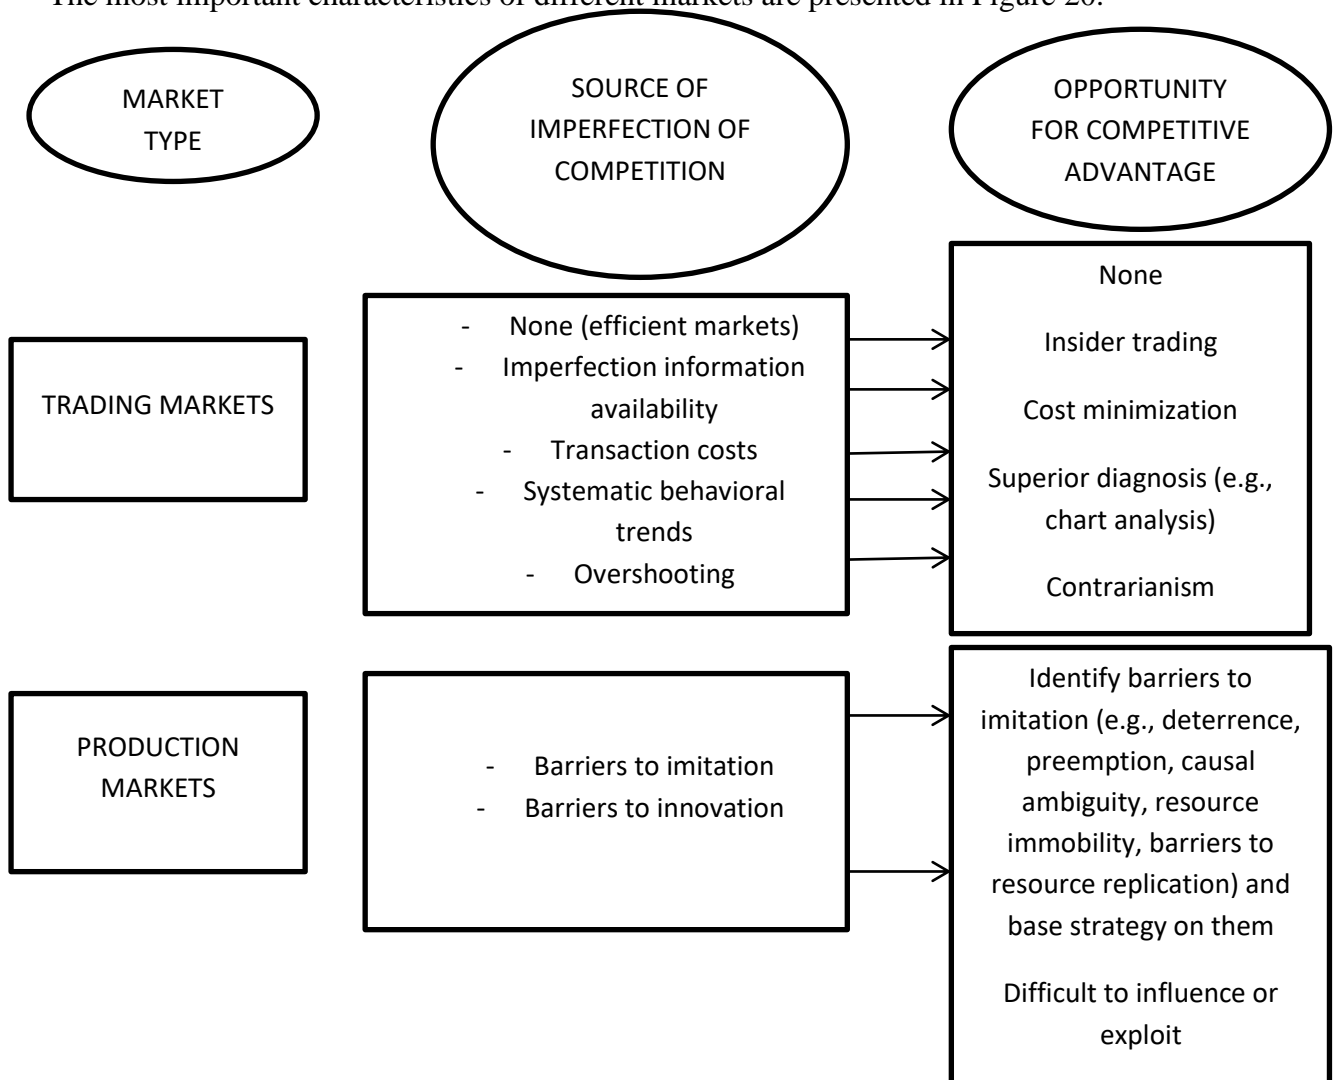 The most important characteristics of different markets are presented in Figure 20.
MARKET
TYPE
SOURCE OF
IMPERFECTION OF
COMPETITION
OPPORTUNITY
FOR COMPETITIVE
ADVANTAGE
TRADING MARKETS
- None (efficient markets)
- Imperfection information
availability
- Transaction costs
- Systematic behavioral
trends
- Overshooting
None
Insider trading
Cost minimization
Superior diagnosis (e.g.,
chart analysis)
Contrarianism
PRODUCTION
MARKETS
- Barriers to imitation
- Barriers to innovation
Identify barriers to
imitation (e.g., deterrence,
preemption, causal
ambiguity, resource
immobility, barriers to
resource replication) and
base strategy on them
Difficult to influence or
exploit